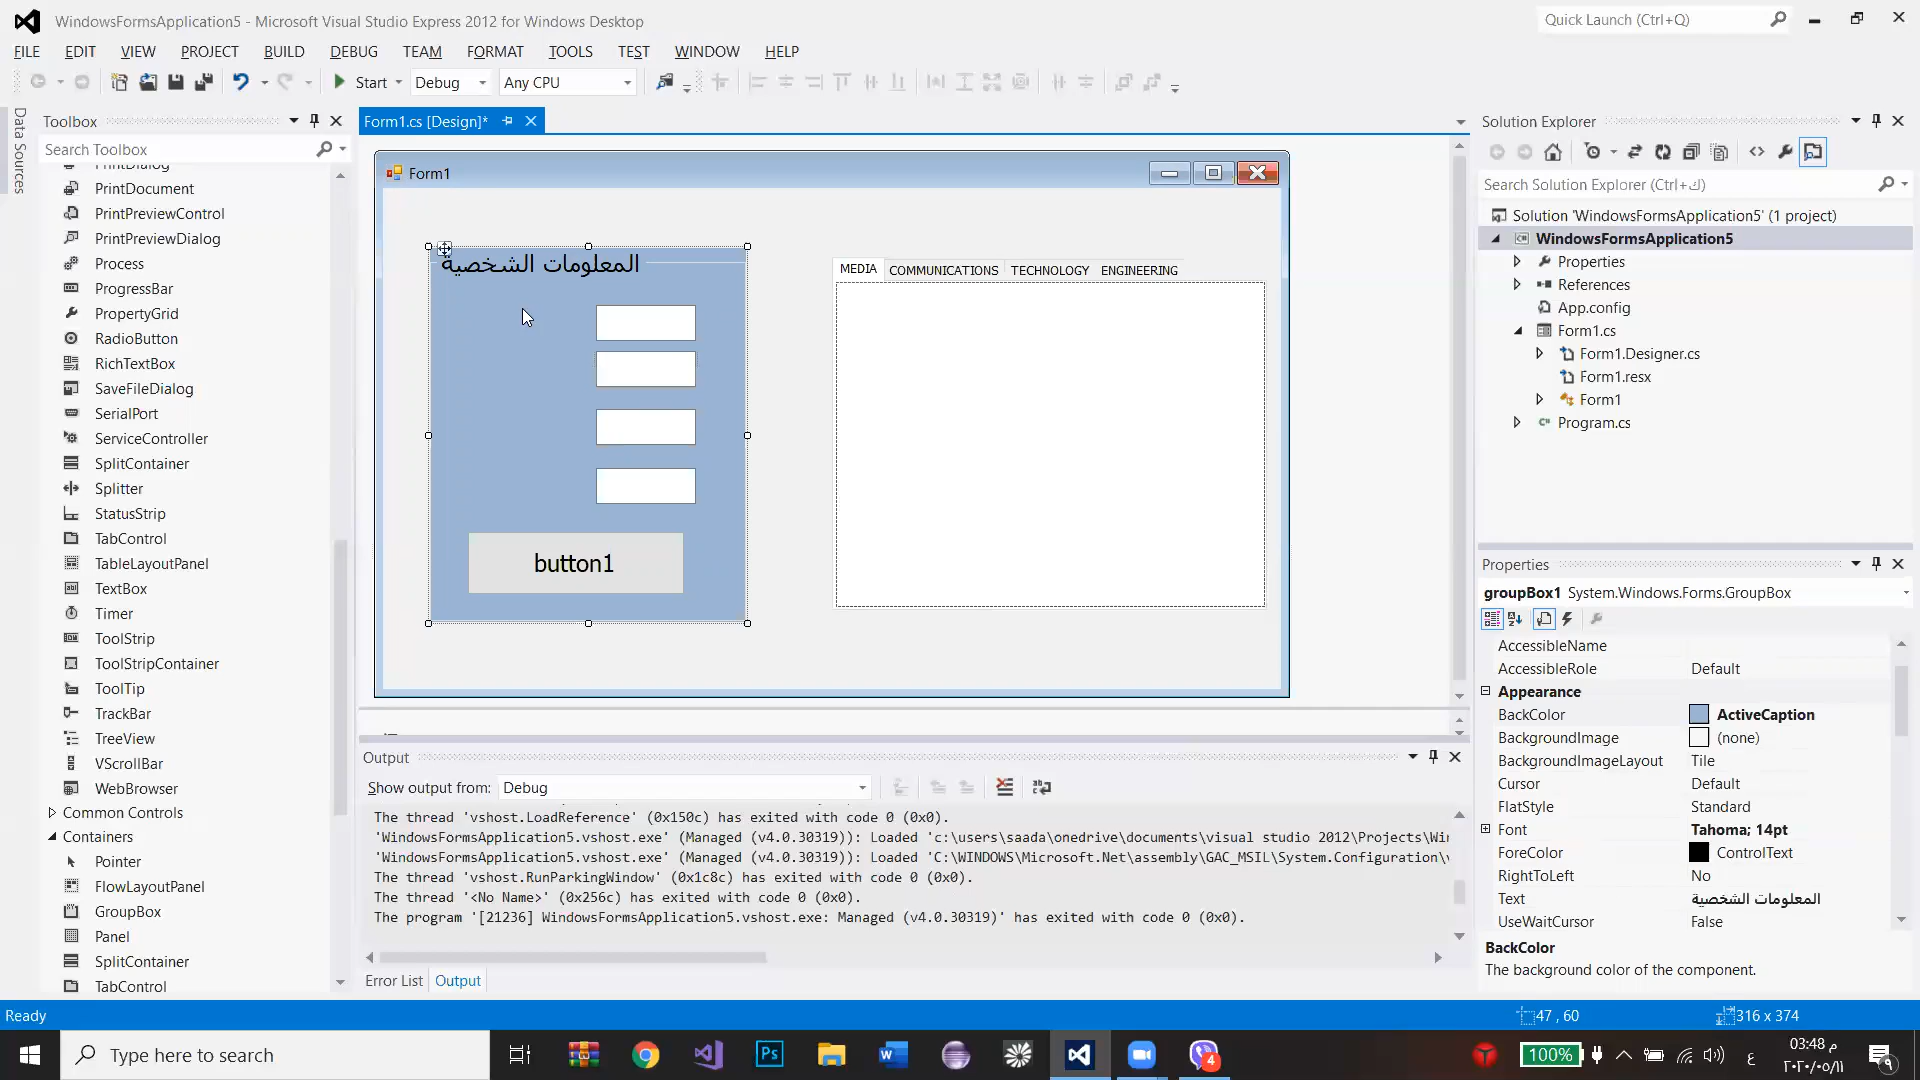 WindowsFormsApplication5 - Microsoft Visual Studio Express 2012 for Windows Desktop
Quick Launch (Ctrl+Q)
FILE EDIT VIEW PROJECT BUILD DEBUG TEAM FORMAT TOOLS TEST WINDOW HELP
Start Debug Any CPU
Data Sources
Toolbox
Search Toolbox
PrintDialog
PrintDocument
PrintPreviewControl
PrintPreviewDialog
Process
ProgressBar
PropertyGrid
RadioButton
RichTextBox
SaveFileDialog
SerialPort
ServiceController
SplitContainer
Splitter
StatusStrip
TabControl
TableLayoutPanel
TextBox
Timer
ToolStrip
ToolStripContainer
ToolTip
TrackBar
TreeView
VScrollBar
WebBrowser
Common Controls
Containers
Pointer
FlowLayoutPanel
GroupBox
Panel
SplitContainer
TabControl
Form1.cs [Design]*
Form1
المعلومات الشخصية
button1
MEDIA COMMUNICATIONS TECHNOLOGY ENGINEERING
Output
Show output from: Debug
The thread 'vshost.LoadReference' (0x150c) has exited with code 0 (0x0).
'WindowsFormsApplication5.vshost.exe' (Managed (v4.0.30319)): Loaded 'c:\users\saada\onedrive\documents\visual studio 2012\Projects\Wi
'WindowsFormsApplication5.vshost.exe' (Managed (v4.0.30319)): Loaded 'C:\WINDOWS\Microsoft.Net\assembly\GAC_MSIL\System.Configuration\
The thread 'vshost.RunParkingWindow' (0x1c8c) has exited with code 0 (0x0).
The thread '<No Name>' (0x256c) has exited with code 0 (0x0).
The program '[21236] WindowsFormsApplication5.vshost.exe: Managed (v4.0.30319)' has exited with code 0 (0x0).
Error List Output
Solution Explorer
Search Solution Explorer (Ctrl+ك)
Solution 'WindowsFormsApplication5' (1 project)
WindowsFormsApplication5
Properties
References
App.config
Form1.cs
Form1.Designer.cs
Form1.resx
Form1
Program.cs
Properties
groupBox1 System.Windows.Forms.GroupBox
AccessibleName
AccessibleRole Default
Appearance
BackColor ActiveCaption
BackgroundImage (none)
BackgroundImageLayout Tile
Cursor Default
FlatStyle Standard
Font Tahoma; 14pt
ForeColor ControlText
RightToLeft No
Text المعلومات الشخصية
UseWaitCursor False
BackColor
The background color of the component.
Ready
47 , 60
316 x 374
Type here to search
Ps
4
100%
ع
03:48 م
٢٠٢٠/٠٥/١١
٩